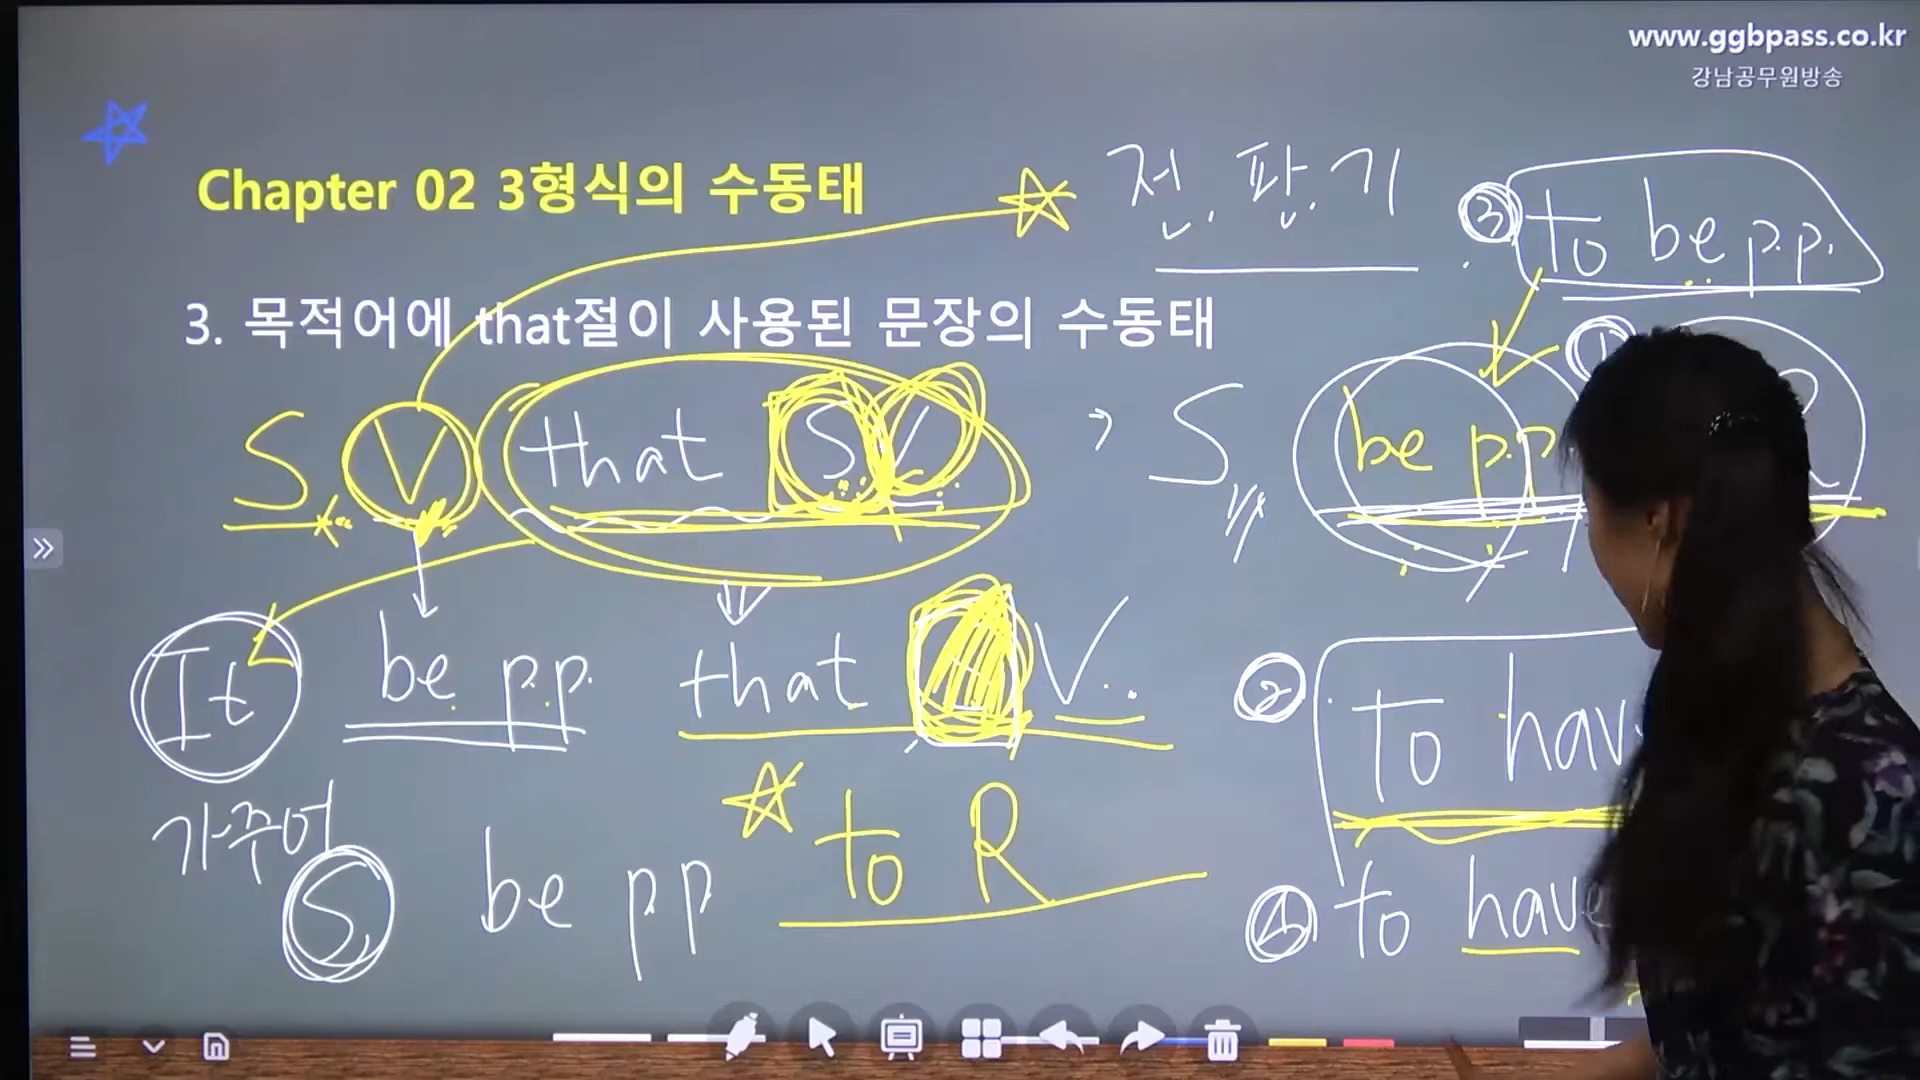 www.ggbpass.co.kr
강남공무원방송
Chapter 02 3형식의 수동태
전. 판. 기
③ to be p.p.
3. 목적어에 that절이 사용된 문장의 수동태
①
S V that S V
S be p.p
It be p.p. that V..
② to hav
가주어
to R
S be pp
④ to have